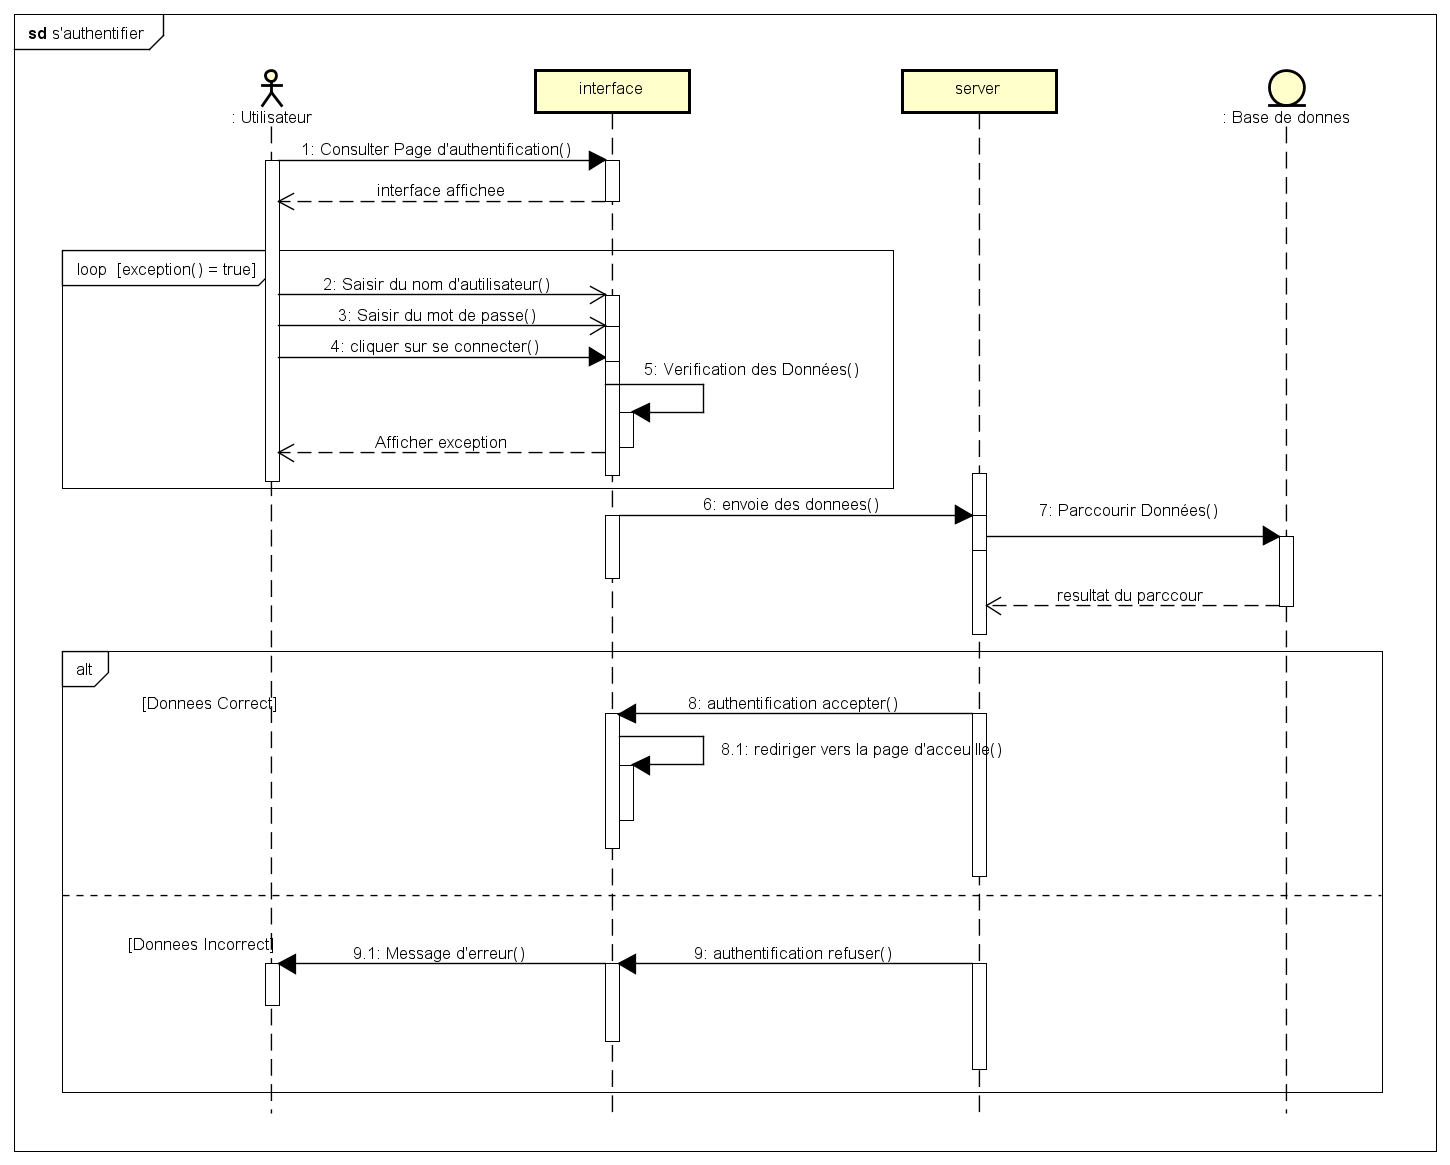 sd s'authentifier
: Utilisateur
interface
server
: Base de donnes
1: Consulter Page d'authentification()
interface affichee
loop [exception() = true]
2: Saisir du nom d'autilisateur()
3: Saisir du mot de passe()
4: cliquer sur se connecter()
5: Verification des Données()
Afficher exception
6: envoie des donnees()
7: Parccourir Données()
resultat du parccour
alt
[Donnees Correct]
8: authentification accepter()
8.1: rediriger vers la page d'acceuille()
[Donnees Incorrect]
9.1: Message d'erreur()
9: authentification refuser()